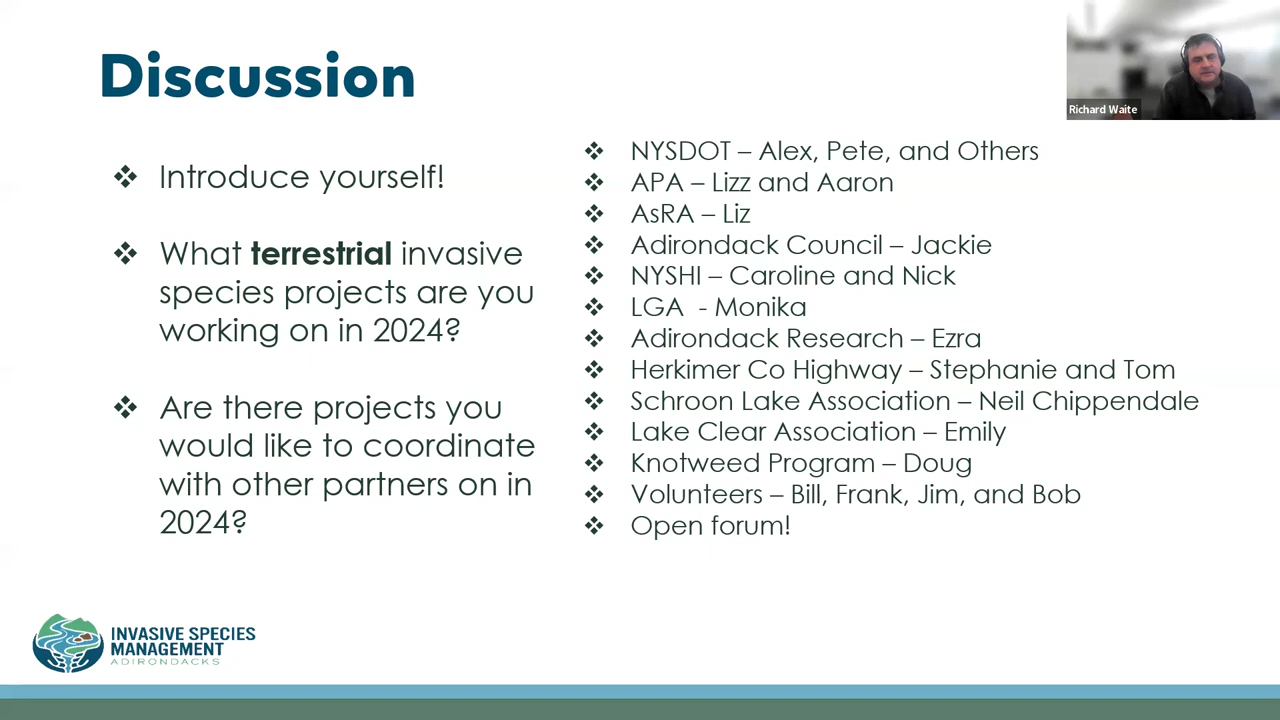 Discussion
Richard Waite
❖ Introduce yourself!
❖ What terrestrial invasive
species projects are you
working on in 2024?
❖ Are there projects you
would like to coordinate
with other partners on in
2024?
❖ NYSDOT – Alex, Pete, and Others
❖ APA – Lizz and Aaron
❖ AsRA – Liz
❖ Adirondack Council – Jackie
❖ NYSHI – Caroline and Nick
❖ LGA - Monika
❖ Adirondack Research – Ezra
❖ Herkimer Co Highway – Stephanie and Tom
❖ Schroon Lake Association – Neil Chippendale
❖ Lake Clear Association – Emily
❖ Knotweed Program – Doug
❖ Volunteers – Bill, Frank, Jim, and Bob
❖ Open forum!
INVASIVE SPECIES
MANAGEMENT
ADIRONDACKS